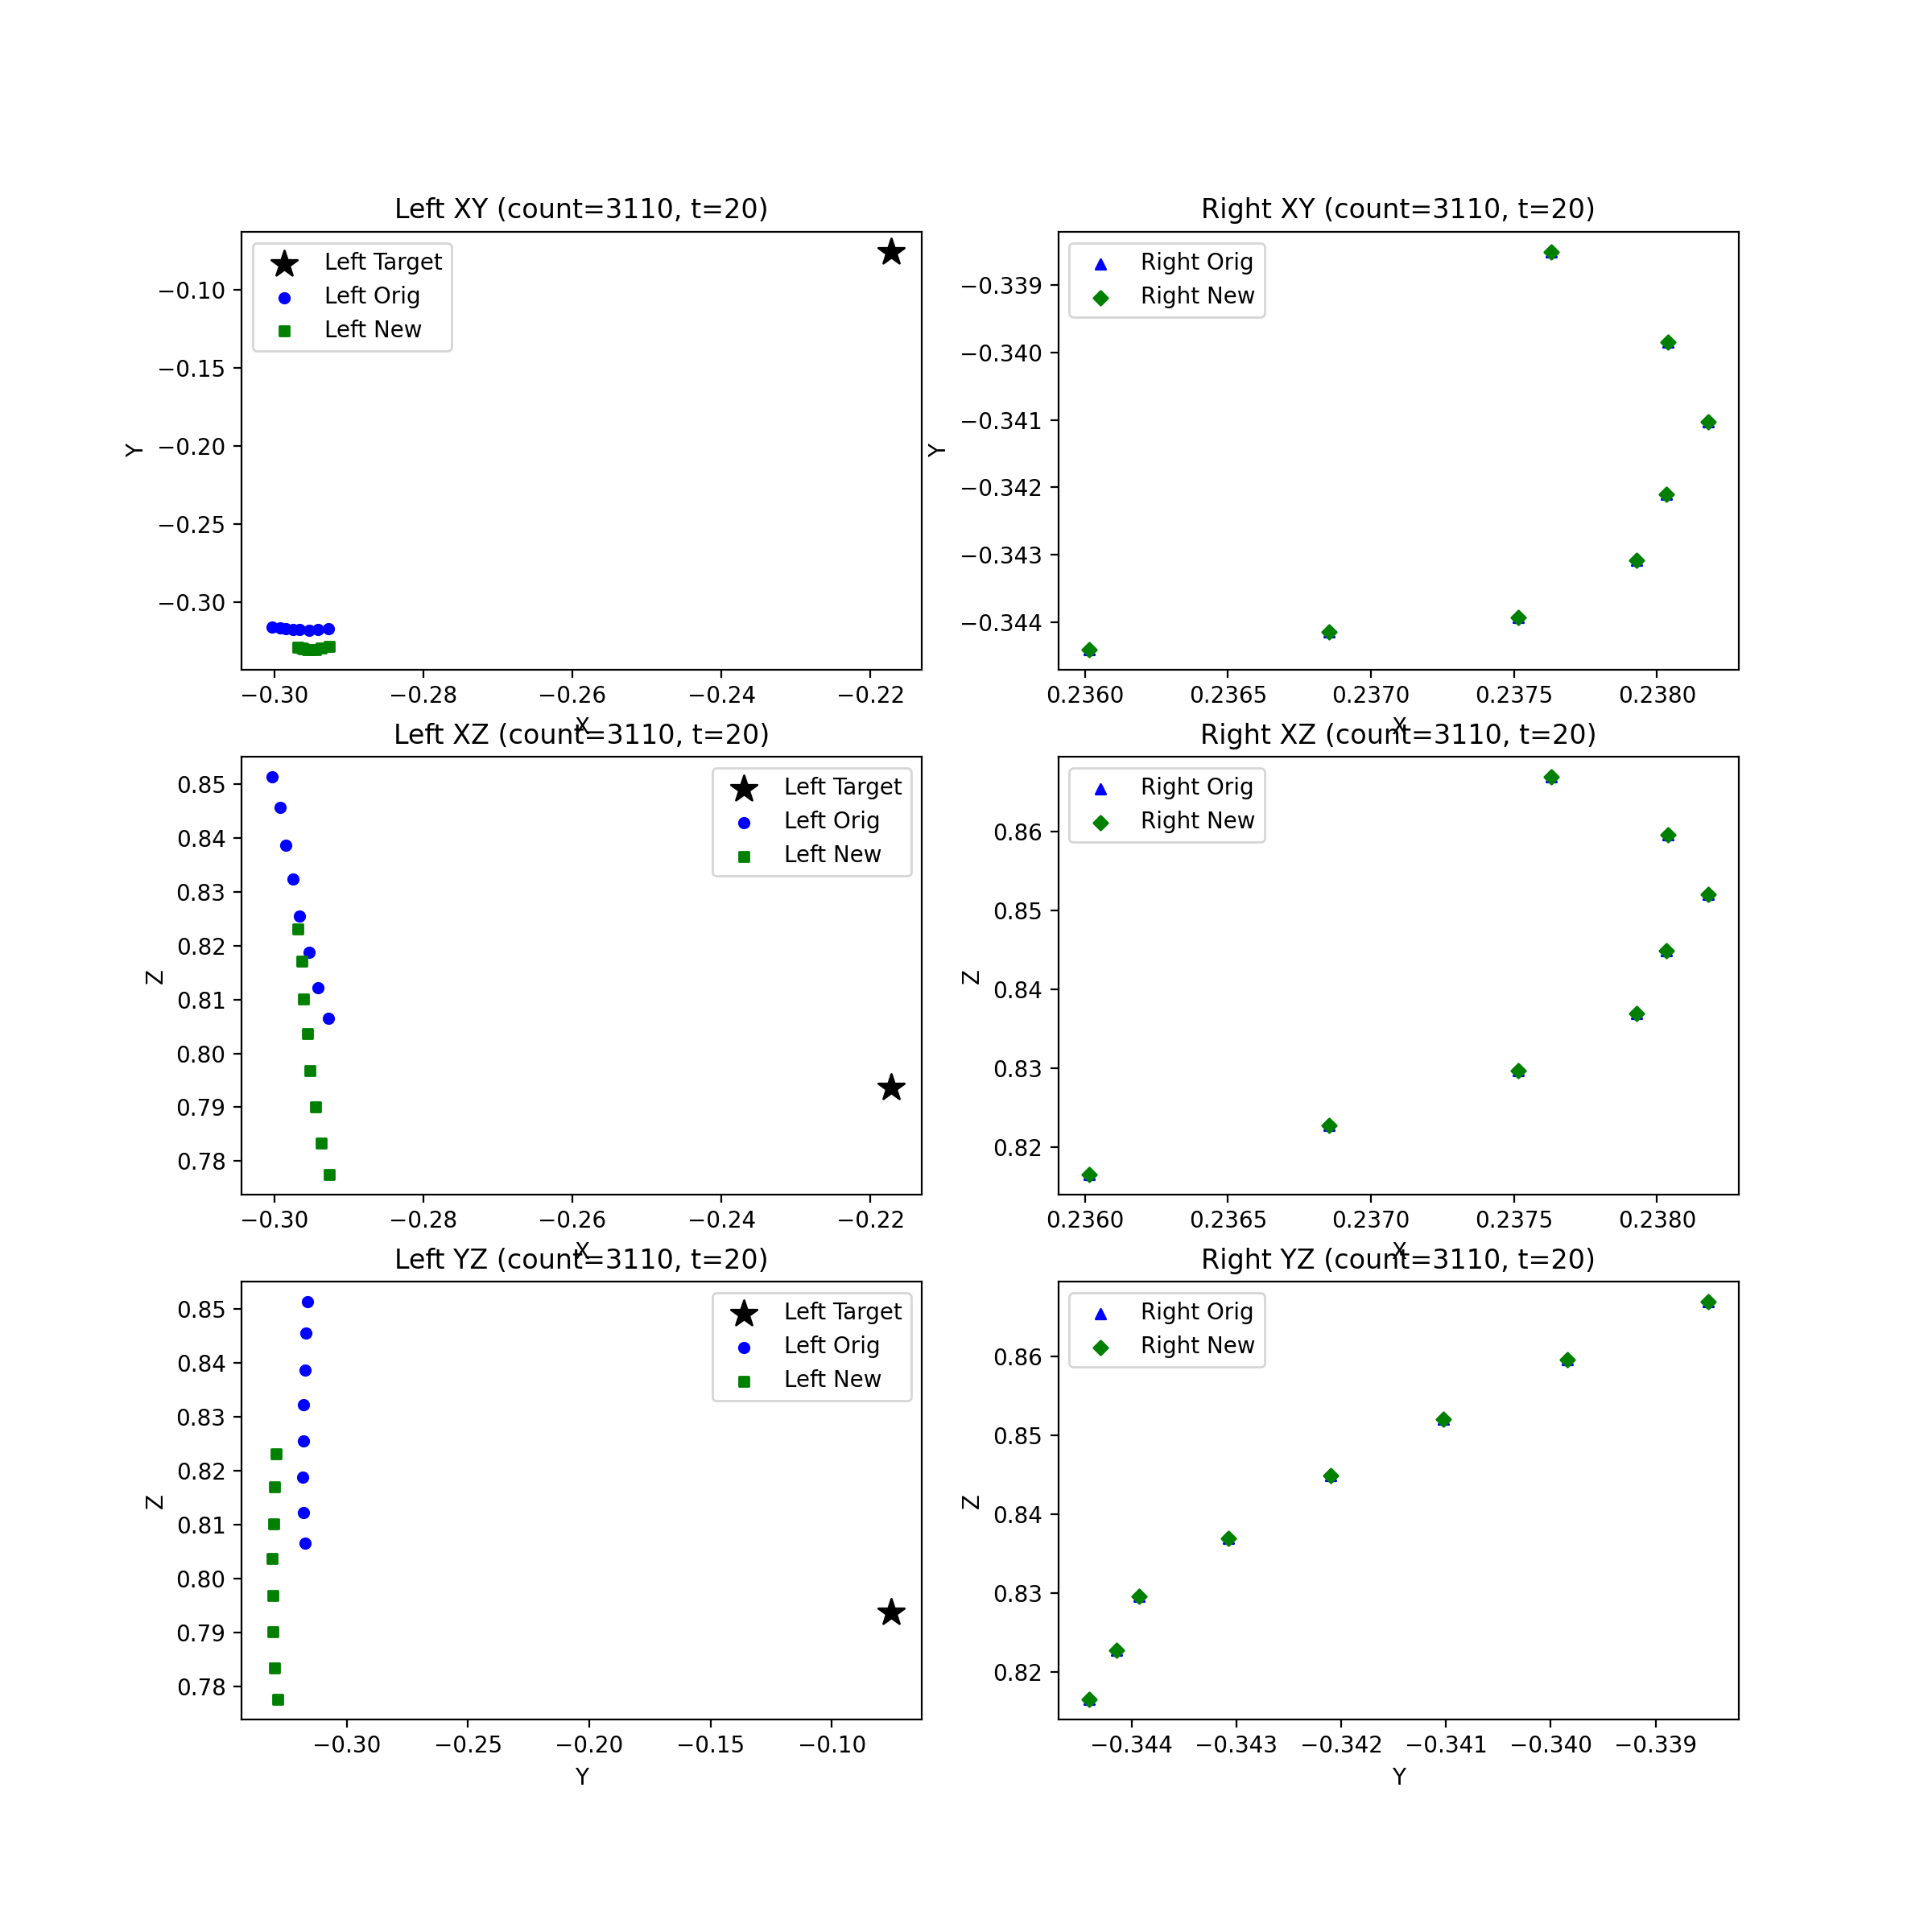 Left XY (count=3110, t=20)
Left Target
Left Orig
Left New
−0.10
−0.15
−0.20
−0.25
−0.30
Y
−0.30 −0.28 −0.26 −0.24 −0.22
X
Right XY (count=3110, t=20)
Right Orig
Right New
−0.339
−0.340
−0.341
−0.342
−0.343
−0.344
Y
0.2360 0.2365 0.2370 0.2375 0.2380
X
Left XZ (count=3110, t=20)
Left Target
Left Orig
Left New
0.85
0.84
0.83
0.82
0.81
0.80
0.79
0.78
Z
−0.30 −0.28 −0.26 −0.24 −0.22
X
Right XZ (count=3110, t=20)
Right Orig
Right New
0.86
0.85
0.84
0.83
0.82
Z
0.2360 0.2365 0.2370 0.2375 0.2380
X
Left YZ (count=3110, t=20)
Left Target
Left Orig
Left New
0.85
0.84
0.83
0.82
0.81
0.80
0.79
0.78
Z
−0.30 −0.25 −0.20 −0.15 −0.10
Y
Right YZ (count=3110, t=20)
Right Orig
Right New
0.86
0.85
0.84
0.83
0.82
Z
−0.344 −0.343 −0.342 −0.341 −0.340 −0.339
Y